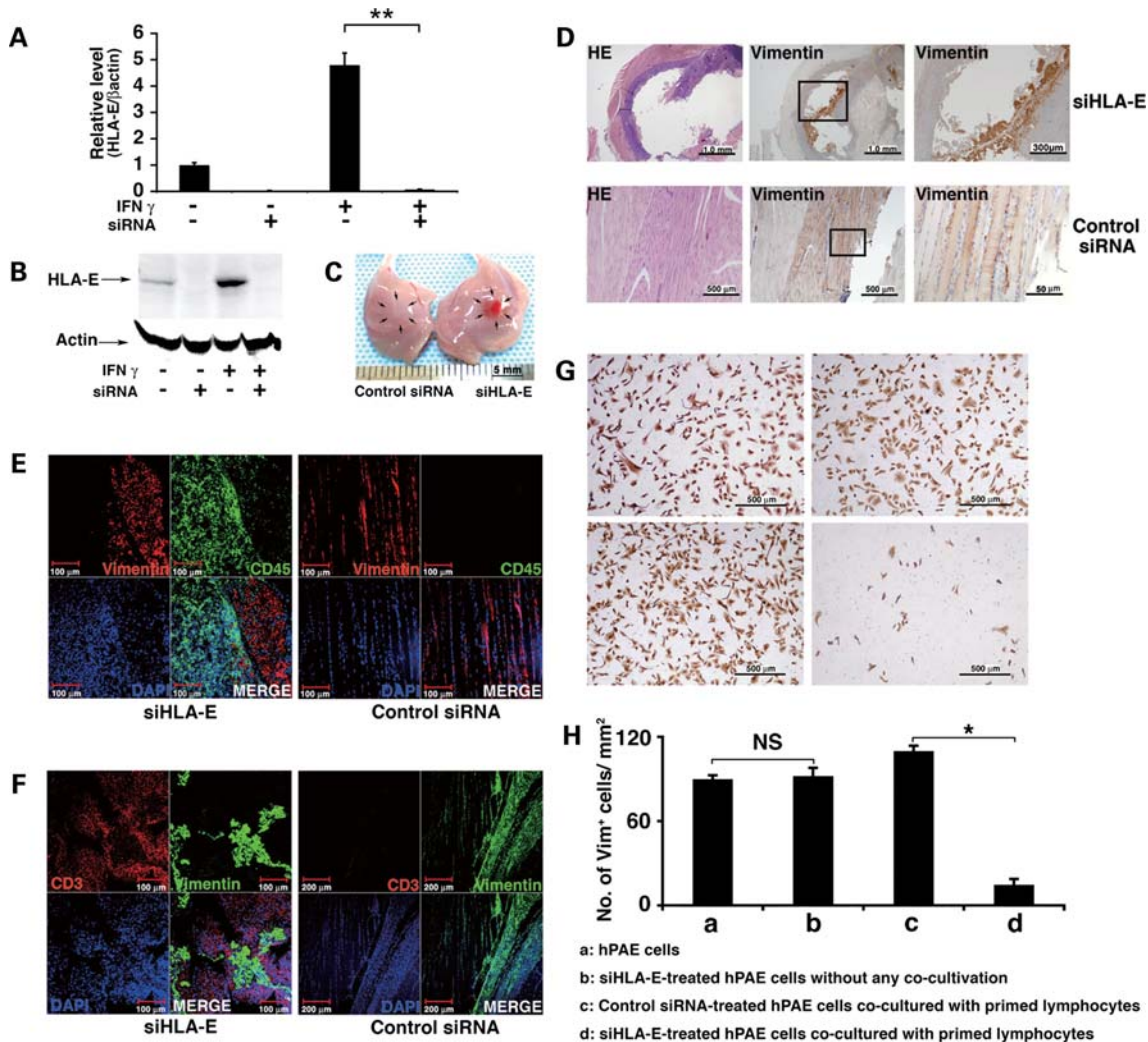 A
Relative level
(HLA-E/βactin)
6
5
4
3
2
1
0
**
IFN γ - - + +
siRNA - + - +
B
HLA-E
Actin
IFN γ - - + +
siRNA - + - +
C
5 mm
Control siRNA siHLA-E
D
HE Vimentin Vimentin
siHLA-E
1.0 mm 1.0 mm 300μm
HE Vimentin Vimentin
Control
siRNA
500 μm 500 μm 50 μm
E
Vimentin CD45 Vimentin CD45
100 μm 100 μm 100 μm 100 μm
DAPI MERGE DAPI MERGE
100 μm 100 μm 100 μm 100 μm
siHLA-E Control siRNA
F
CD3 Vimentin CD3 Vimentin
100 μm 100 μm 200 μm 200 μm
DAPI MERGE DAPI MERGE
100 μm 100 μm 200 μm 200 μm
siHLA-E Control siRNA
G
500 μm 500 μm
500 μm 500 μm
H
No. of Vim⁺ cells/ mm²
120
60
0
NS
*
a b c d
a: hPAE cells
b: siHLA-E-treated hPAE cells without any co-cultivation
c: Control siRNA-treated hPAE cells co-cultured with primed lymphocytes
d: siHLA-E-treated hPAE cells co-cultured with primed lymphocytes